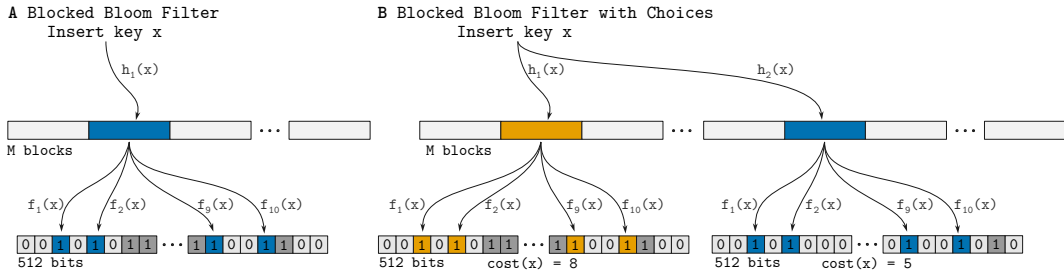 A Blocked Bloom Filter
Insert key x
h₁(x)
...
M blocks
f₁(x) f₂(x) f₉(x) f₁₀(x)
0 0 1 0 1 0 1 1 ... 1 1 0 0 1 1 0 0
512 bits
B Blocked Bloom Filter with Choices
Insert key x
h₁(x) h₂(x)
... ...
M blocks
f₁(x) f₂(x) f₉(x) f₁₀(x) f₁(x) f₂(x) f₉(x) f₁₀(x)
0 0 1 0 1 0 1 1 ... 1 1 0 0 1 1 0 0 0 0 1 0 1 0 0 0 ... 0 1 0 0 1 0 1 0
512 bits cost(x) = 8 512 bits cost(x) = 5